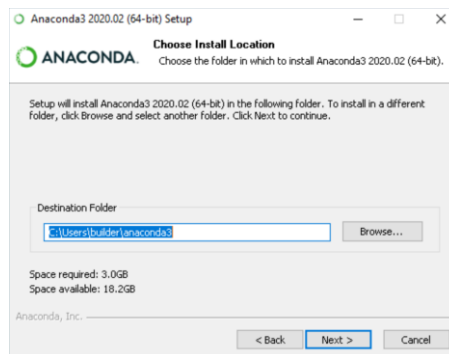 Anaconda3 2020.02 (64-bit) Setup
ANACONDA.
Choose Install Location
Choose the folder in which to install Anaconda3 2020.02 (64-bit).
Setup will install Anaconda3 2020.02 (64-bit) in the following folder. To install in a different
folder, click Browse and select another folder. Click Next to continue.
Destination Folder
C:\Users\builder\anaconda3
Browse...
Space required: 3.0GB
Space available: 18.2GB
Anaconda, Inc.
< Back
Next >
Cancel